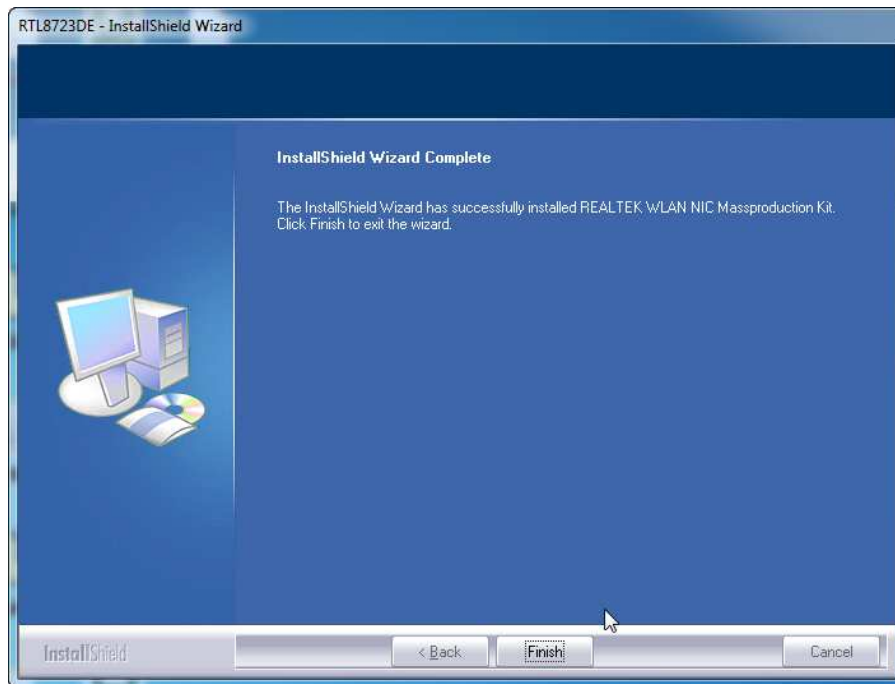 RTL8723DE - InstallShield Wizard
InstallShield Wizard Complete
The InstallShield Wizard has successfully installed REALTEK WLAN NIC Massproduction Kit.
Click Finish to exit the wizard.
InstallShield
< Back
Finish
Cancel